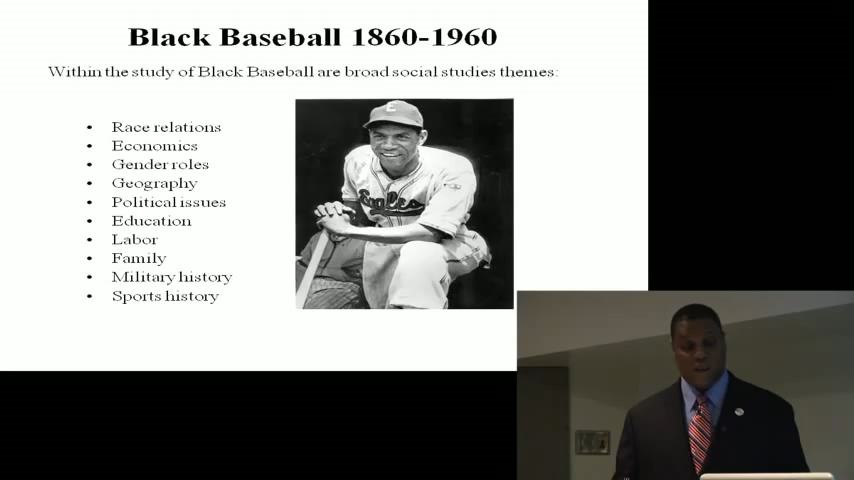 Black Baseball 1860-1960
Within the study of Black Baseball are broad social studies themes:
• Race relations
• Economics
• Gender roles
• Geography
• Political issues
• Education
• Labor
• Family
• Military history
• Sports history
E
Eagles